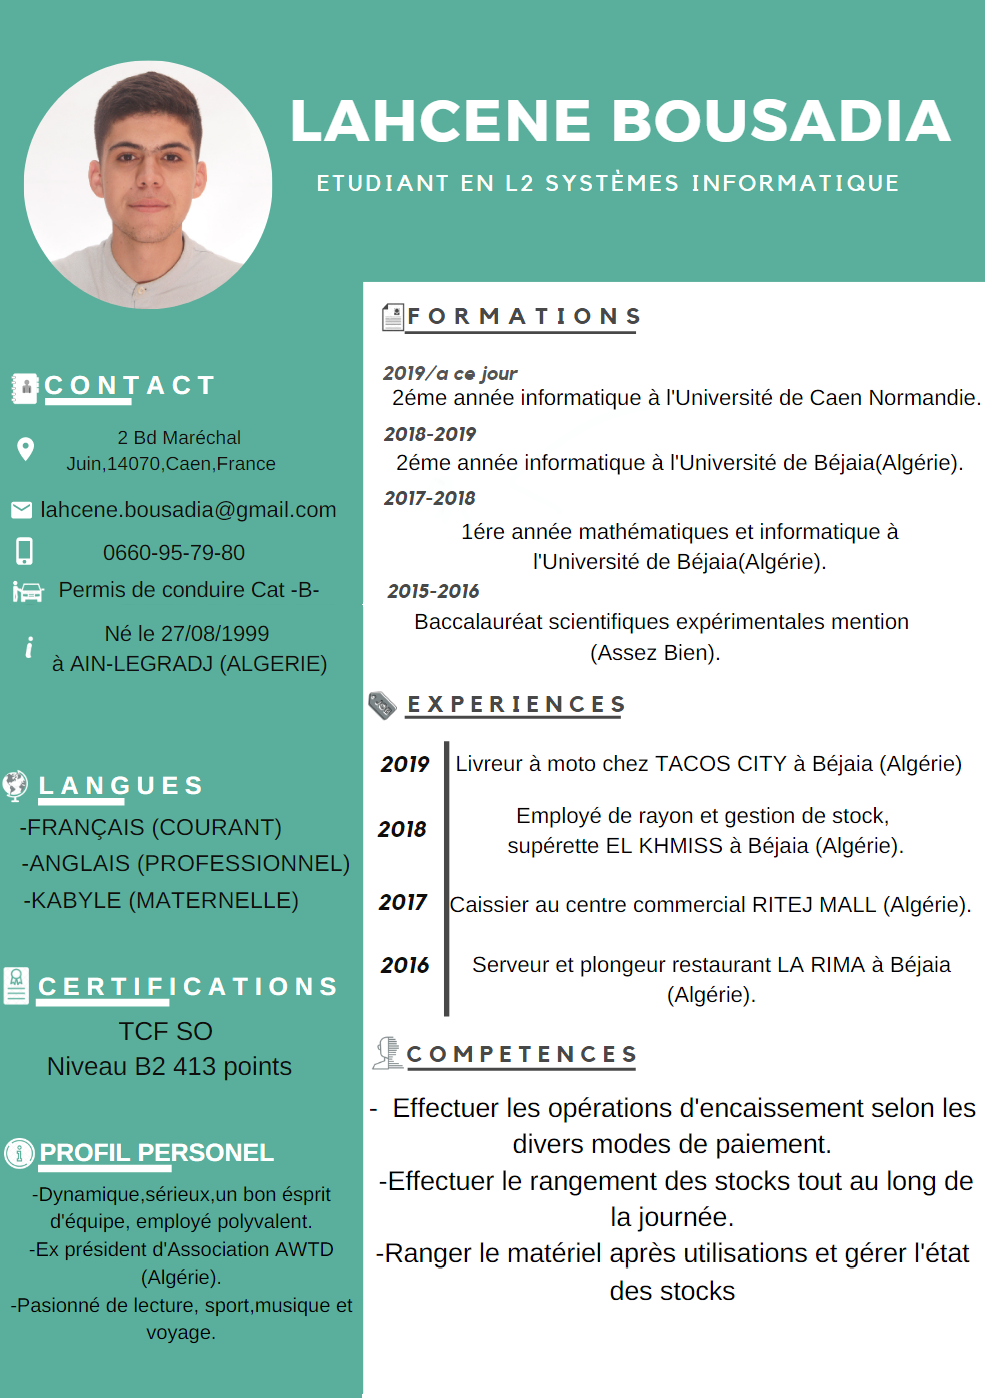 LAHCENE BOUSADIA
ETUDIANT EN L2 SYSTÈMES INFORMATIQUE
CONTACT
2 Bd Maréchal
Juin,14070,Caen,France
lahcene.bousadia@gmail.com
0660-95-79-80
Permis de conduire Cat -B-
Né le 27/08/1999
à AIN-LEGRADJ (ALGERIE)
LANGUES
-FRANÇAIS (COURANT)
-ANGLAIS (PROFESSIONNEL)
-KABYLE (MATERNELLE)
CERTIFICATIONS
TCF SO
Niveau B2 413 points
PROFIL PERSONEL
-Dynamique,sérieux,un bon ésprit
d'équipe, employé polyvalent.
-Ex président d'Association AWTD
(Algérie).
-Pasionné de lecture, sport,musique et
voyage.
FORMATIONS
2019/a ce jour
2éme année informatique à l'Université de Caen Normandie.
2018-2019
2éme année informatique à l'Université de Béjaia(Algérie).
2017-2018
1ére année mathématiques et informatique à
l'Université de Béjaia(Algérie).
2015-2016
Baccalauréat scientifiques expérimentales mention
(Assez Bien).
JOB
EXPERIENCES
2019 Livreur à moto chez TACOS CITY à Béjaia (Algérie)
2018 Employé de rayon et gestion de stock,
supérette EL KHMISS à Béjaia (Algérie).
2017 Caissier au centre commercial RITEJ MALL (Algérie).
2016 Serveur et plongeur restaurant LA RIMA à Béjaia
(Algérie).
COMPETENCES
- Effectuer les opérations d'encaissement selon les
divers modes de paiement.
-Effectuer le rangement des stocks tout au long de
la journée.
-Ranger le matériel après utilisations et gérer l'état
des stocks